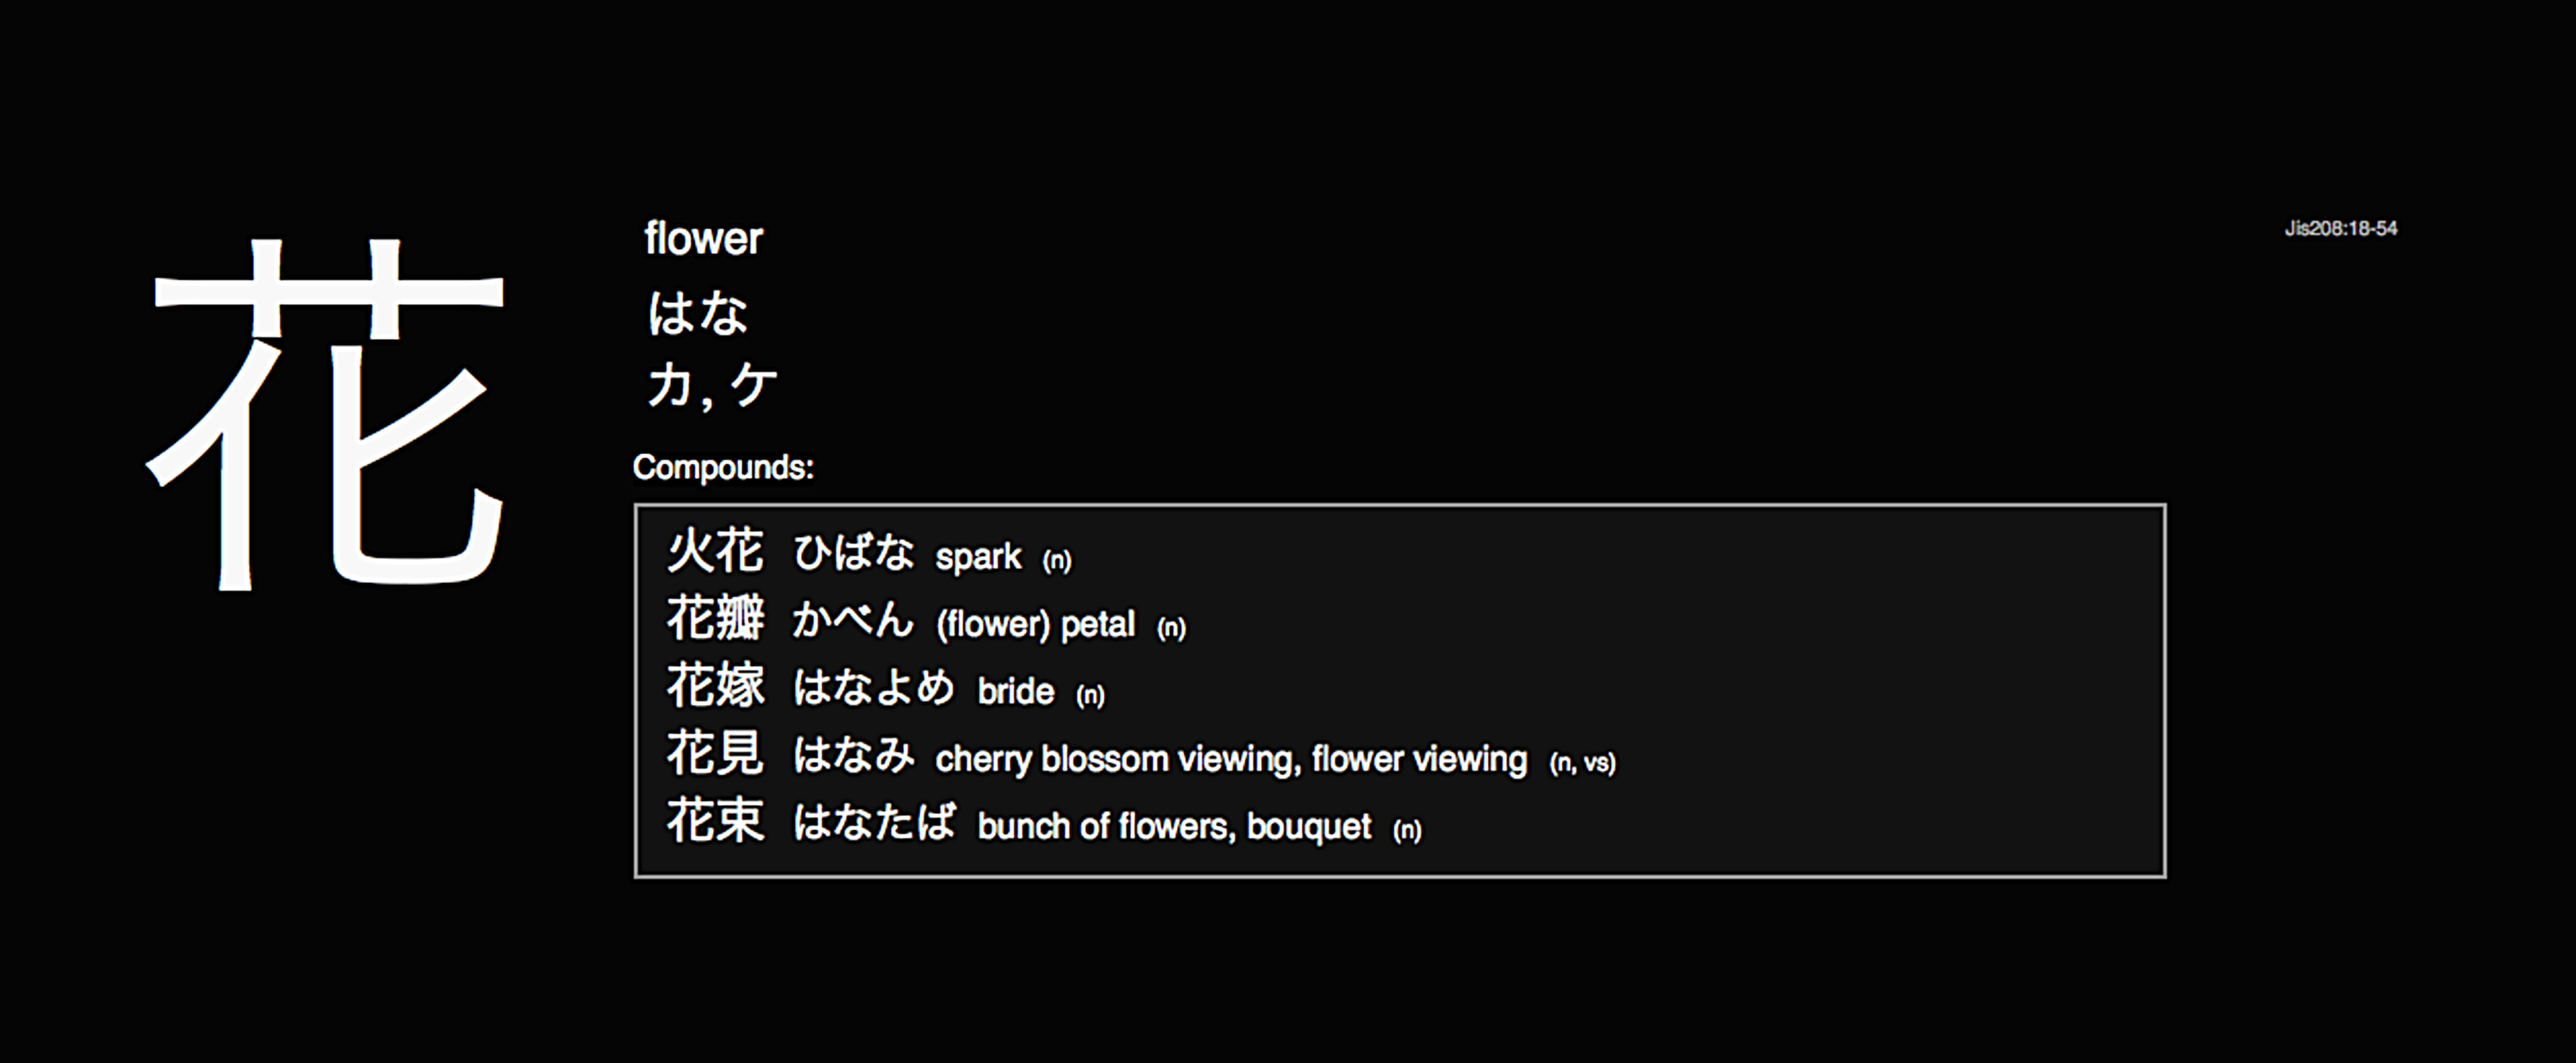 花
flower
はな
カ, ケ
Compounds:
火花 ひばな spark (n)
花瓣 かべん (flower) petal (n)
花嫁 はなよめ bride (n)
花見 はなみ cherry blossom viewing, flower viewing (n, vs)
花束 はなたば bunch of flowers, bouquet (n)
Jis208:18-54